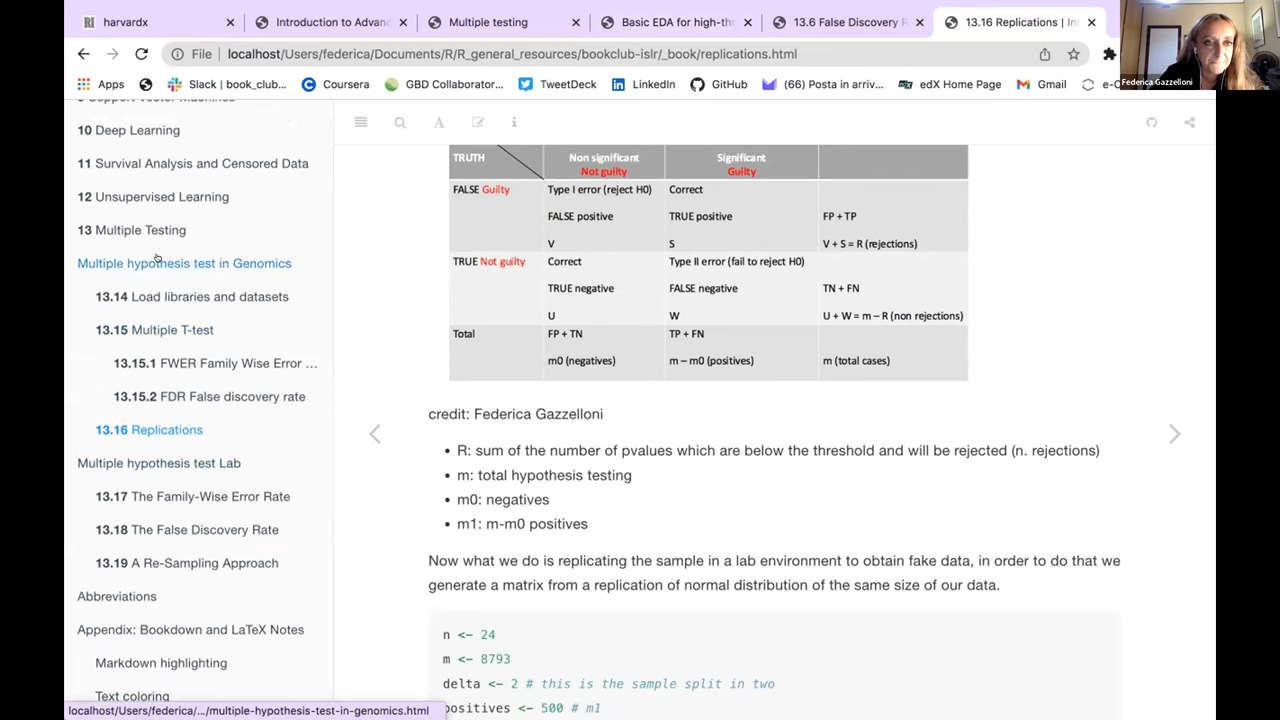 harvardx
Introduction to Advan
Multiple testing
Basic EDA for high-thr
13.6 False Discovery R
13.16 Replications | Int
File
localhost/Users/federica/Documents/R/R_general_resources/bookclub-islr/_book/replications.html
Apps
Slack | book_club...
Coursera
GBD Collaborator...
TweetDeck
LinkedIn
GitHub
(66) Posta in arriv...
edX Home Page
Gmail
Federica Gazzelloni
9 Support Vector Machines
10 Deep Learning
11 Survival Analysis and Censored Data
12 Unsupervised Learning
13 Multiple Testing
Multiple hypothesis test in Genomics
13.14 Load libraries and datasets
13.15 Multiple T-test
13.15.1 FWER Family Wise Error ...
13.15.2 FDR False discovery rate
13.16 Replications
Multiple hypothesis test Lab
13.17 The Family-Wise Error Rate
13.18 The False Discovery Rate
13.19 A Re-Sampling Approach
Abbreviations
Appendix: Bookdown and LaTeX Notes
Markdown highlighting
Text coloring
localhost/Users/federica/.../multiple-hypothesis-test-in-genomics.html
TRUTH Non significant Significant
Not guilty Guilty
FALSE Guilty Type I error (reject H0) Correct
FALSE positive TRUE positive FP + TP
V S V + S = R (rejections)
TRUE Not guilty Correct Type II error (fail to reject H0)
TRUE negative FALSE negative TN + FN
U W U + W = m – R (non rejections)
Total FP + TN TP + FN
m0 (negatives) m – m0 (positives) m (total cases)
credit: Federica Gazzelloni
• R: sum of the number of pvalues which are below the threshold and will be rejected (n. rejections)
• m: total hypothesis testing
• m0: negatives
• m1: m-m0 positives
Now what we do is replicating the sample in a lab environment to obtain fake data, in order to do that we
generate a matrix from a replication of normal distribution of the same size of our data.
n <- 24
m <- 8793
delta <- 2 # this is the sample split in two
positives <- 500 # m1